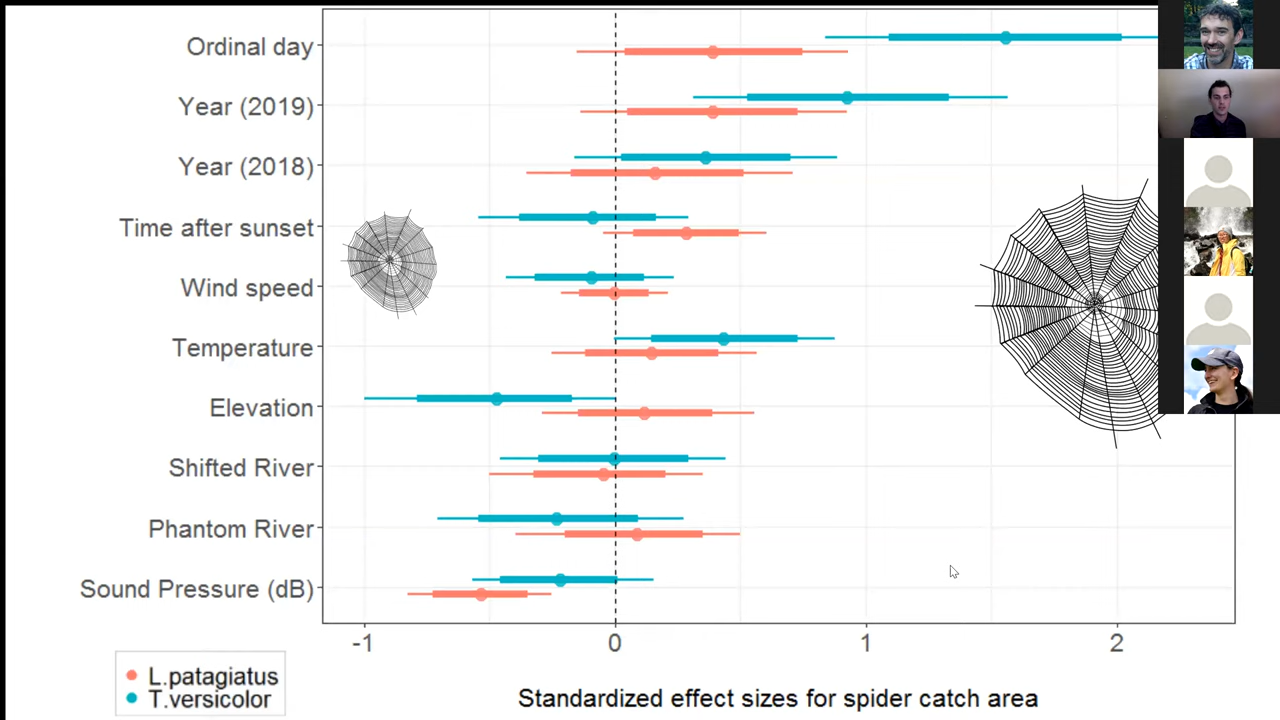 Ordinal day
Year (2019)
Year (2018)
Time after sunset
Wind speed
Temperature
Elevation
Shifted River
Phantom River
Sound Pressure (dB)
-1 0 1 2
L.patagiatus
T.versicolor
Standardized effect sizes for spider catch area